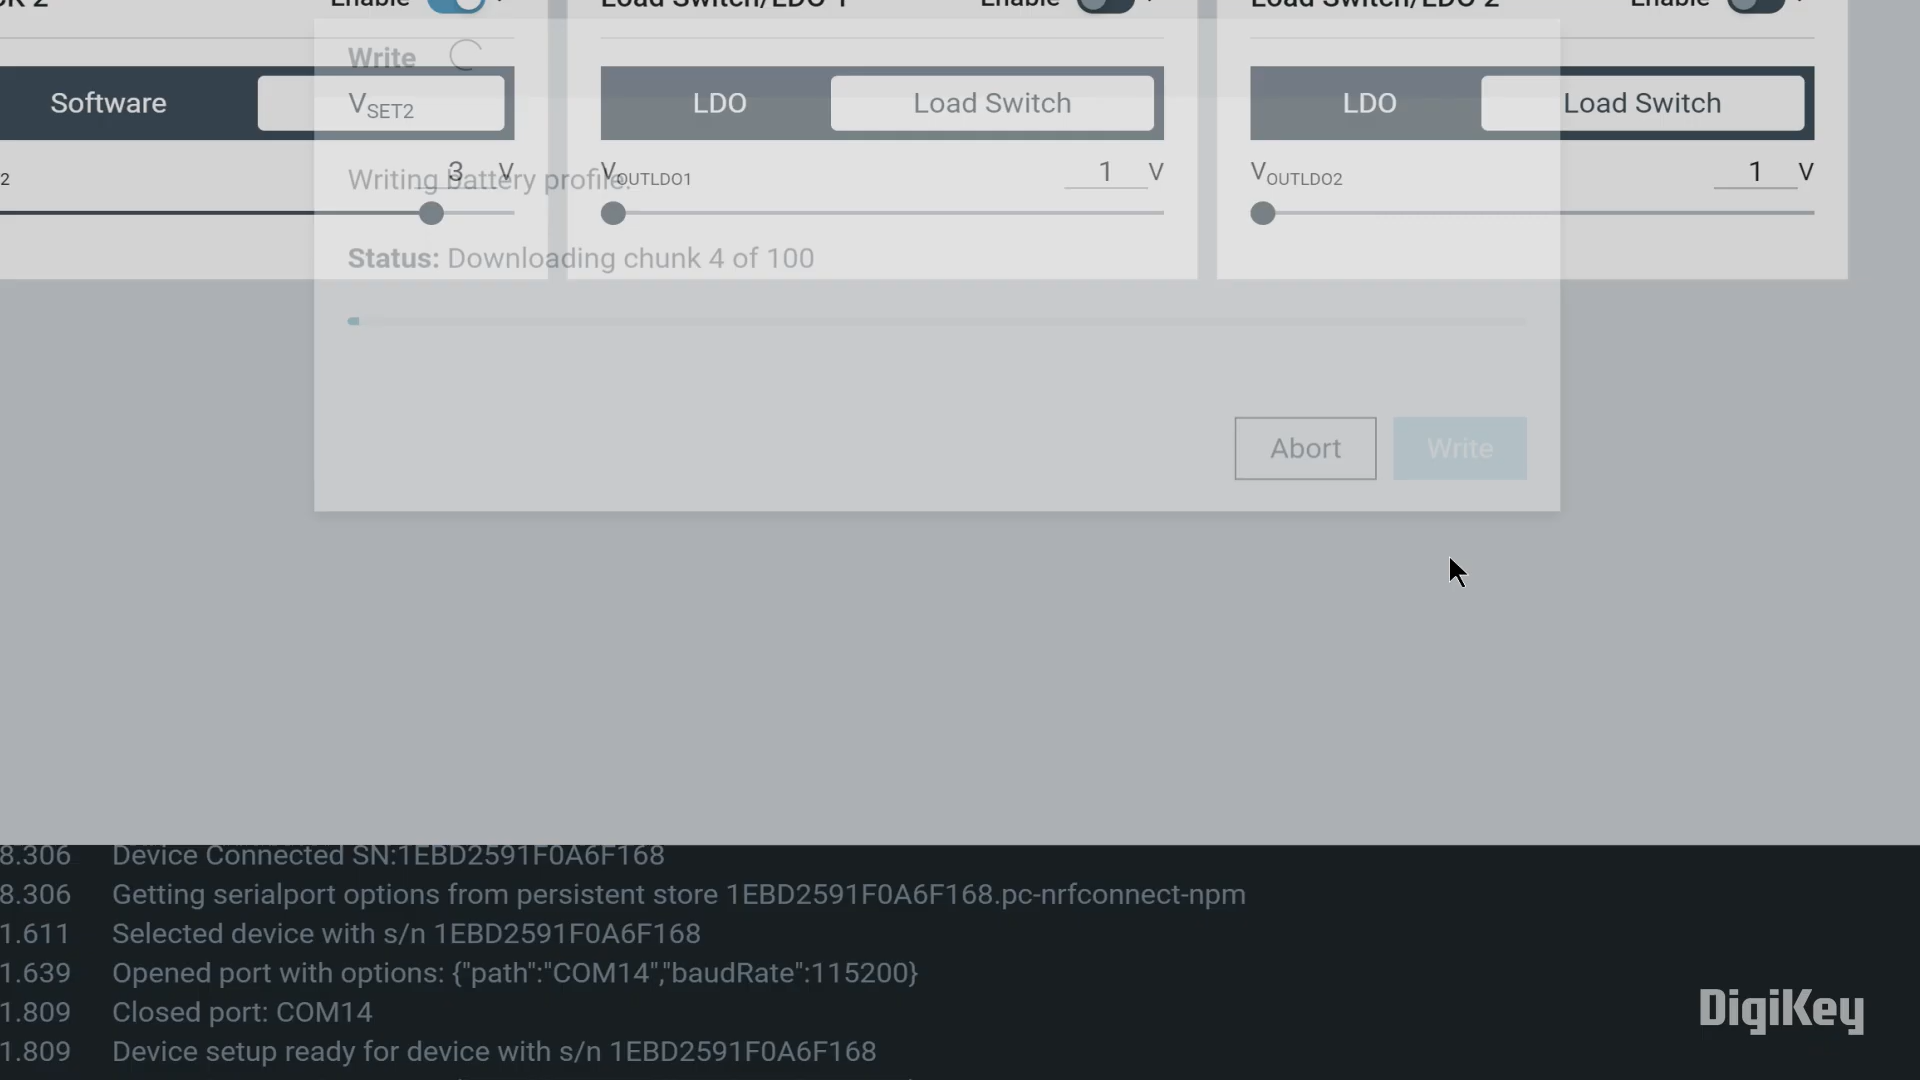 K 2 Enable Load Switch/LDO 1 Enable Load Switch/LDO 2 Enable
Write
Software VSET2 LDO Load Switch LDO Load Switch
2 3 V VOUTLDO1 1 V VOUTLDO2 1 V
Writing battery profile.
Status: Downloading chunk 4 of 100
Abort Write
8.306 Device Connected SN:1EBD2591F0A6F168
8.306 Getting serialport options from persistent store 1EBD2591F0A6F168.pc-nrfconnect-npm
1.611 Selected device with s/n 1EBD2591F0A6F168
1.639 Opened port with options: {"path":"COM14","baudRate":115200}
1.809 Closed port: COM14
1.809 Device setup ready for device with s/n 1EBD2591F0A6F168
DigiKey